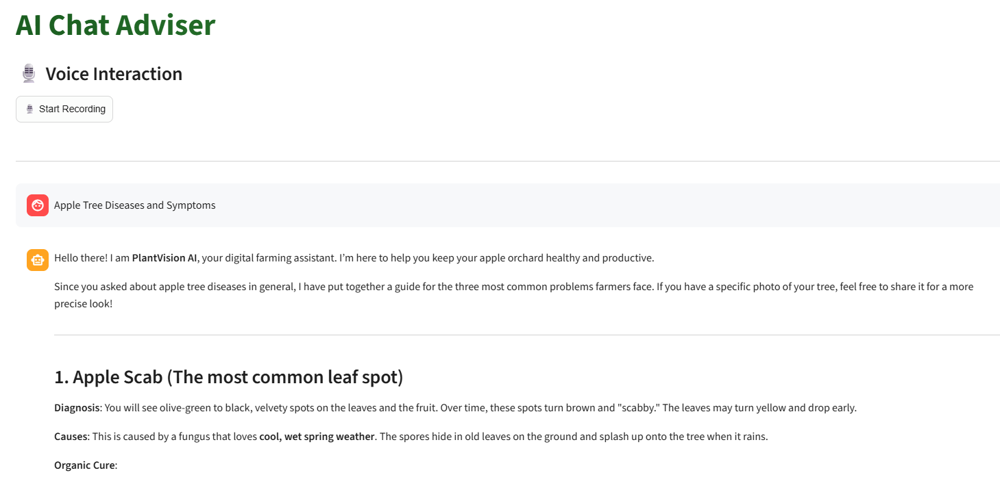 AI Chat Adviser
Voice Interaction
Start Recording
Apple Tree Diseases and Symptoms
Hello there! I am PlantVision AI, your digital farming assistant. I’m here to help you keep your apple orchard healthy and productive.
Since you asked about apple tree diseases in general, I have put together a guide for the three most common problems farmers face. If you have a specific photo of your tree, feel free to share it for a more
precise look!
1. Apple Scab (The most common leaf spot)
Diagnosis: You will see olive-green to black, velvety spots on the leaves and the fruit. Over time, these spots turn brown and "scabby." The leaves may turn yellow and drop early.
Causes: This is caused by a fungus that loves cool, wet spring weather. The spores hide in old leaves on the ground and splash up onto the tree when it rains.
Organic Cure: